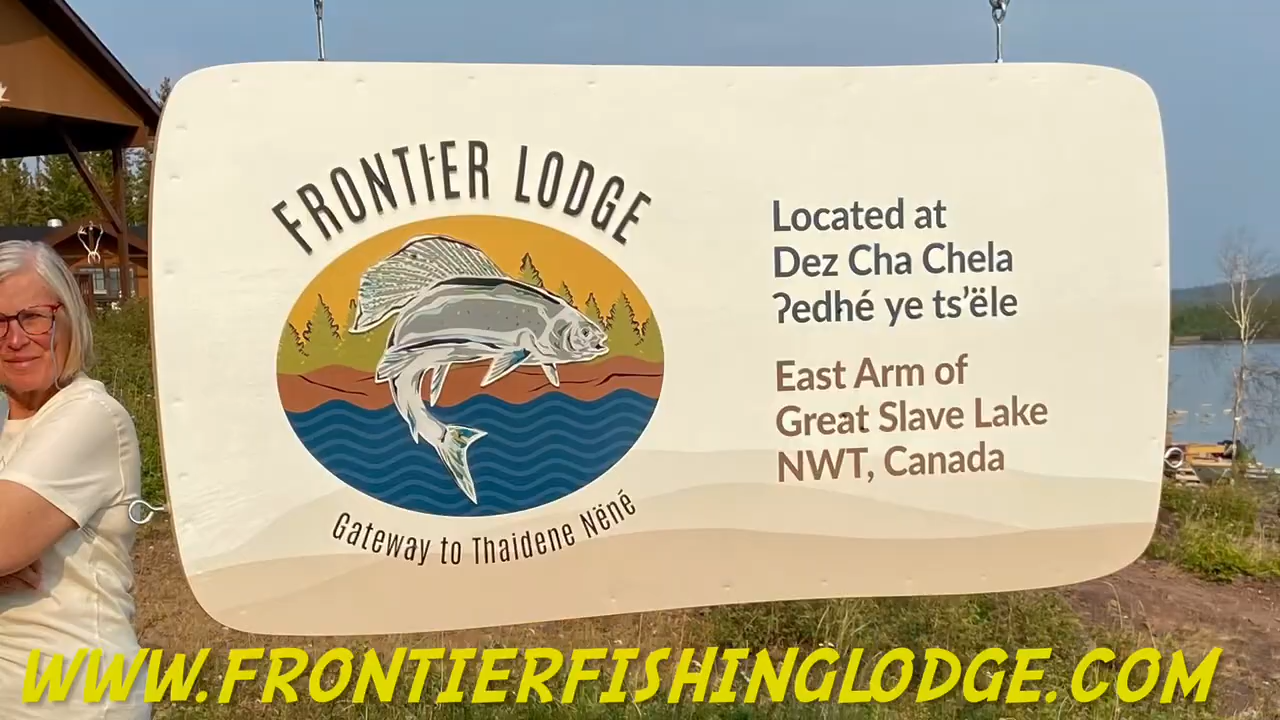 FRONTIER LODGE
Gateway to Thaidene Nëné
Located at
Dez Cha Chela
Ɂedhé ye ts’ële
East Arm of
Great Slave Lake
NWT, Canada
WWW.FRONTIERFISHINGLODGE.COM